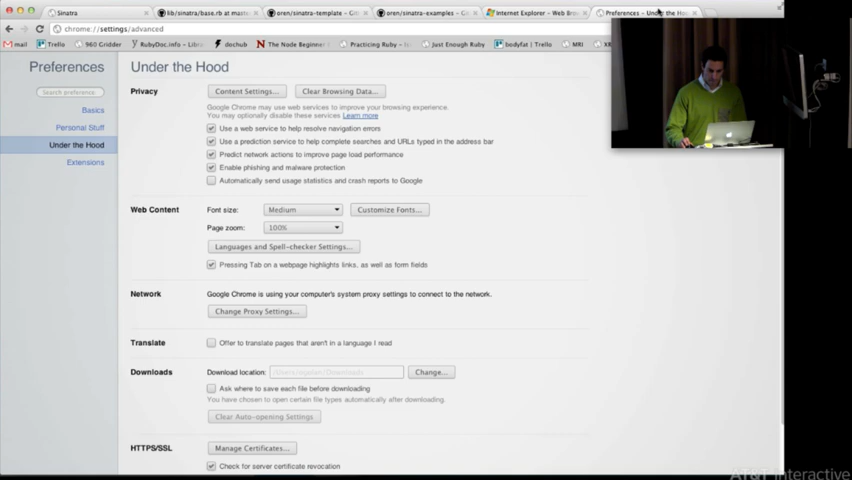 Sinatra
lib/sinatra/base.rb at maste
oren/sinatra-template - Git
oren/sinatra-examples - Git
Internet Explorer - Web Bro
Preferences - Under the Ho
chrome://settings/advanced
mail
960 Gridder
RubyDoc.info - Library
dochub
The Node Beginner
Practicing Ruby
Just Enough Ruby
bodyfat | Trello
MRI
Preferences
Under the Hood
Search preference
Basics
Personal Stuff
Under the Hood
Extensions
Privacy
Content Settings...
Clear Browsing Data...
Google Chrome may use web services to improve your browsing experience.
You may optionally disable these services Learn more
Use a web service to help resolve navigation errors
Use a prediction service to help complete searches and URLs typed in the address bar
Predict network actions to improve page load performance
Enable phishing and malware protection
Automatically send usage statistics and crash reports to Google
Web Content
Font size:
Medium
Customize Fonts...
Page zoom:
100%
Languages and Spell-checker Settings...
Pressing Tab on a webpage highlights links, as well as form fields
Network
Google Chrome is using your computer's system proxy settings to connect to the network.
Change Proxy Settings...
Translate
Offer to translate pages that aren't in a language I read
Downloads
Download location:
Change...
Ask where to save each file before downloading
You have chosen to open certain file types automatically after downloading.
Clear Auto-opening Settings
HTTPS/SSL
Manage Certificates...
Check for server certificate revocation
AT&T Interactive